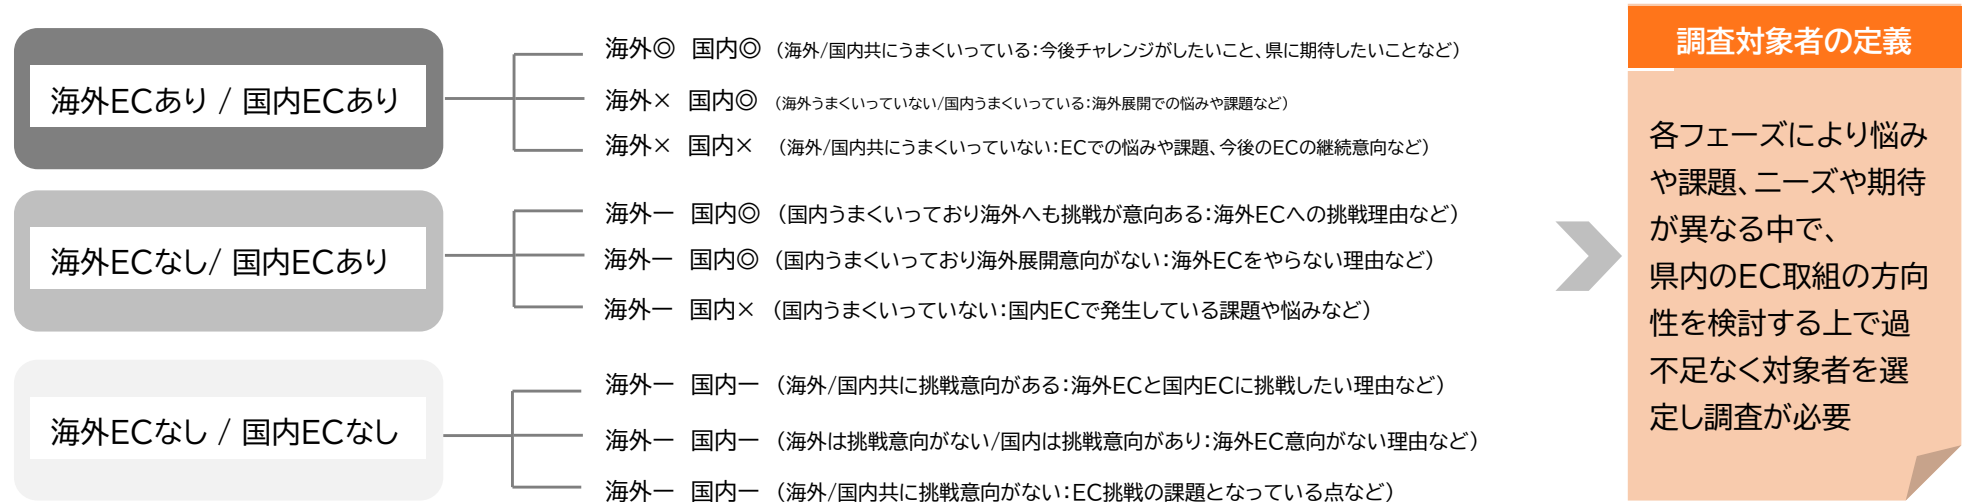 海外ECあり / 国内ECあり
海外◎ 国内◎ （海外/国内共にうまくいっている：今後チャレンジがしたいこと、県に期待したいことなど）
海外× 国内◎ （海外うまくいっていない/国内うまくいっている：海外展開での悩みや課題など）
海外× 国内× （海外/国内共にうまくいっていない：ECでの悩みや課題、今後のECの継続意向など）
海外ECなし/ 国内ECあり
海外ー 国内◎ （国内うまくいっており海外へも挑戦が意向ある：海外ECへの挑戦理由など）
海外ー 国内◎ （国内うまくいっており海外展開意向がない：海外ECをやらない理由など）
海外ー 国内× （国内うまくいっていない：国内ECで発生している課題や悩みなど）
海外ECなし / 国内ECなし
海外ー 国内ー （海外/国内共に挑戦意向がある：海外ECと国内ECに挑戦したい理由など）
海外ー 国内ー （海外は挑戦意向がない/国内は挑戦意向があり：海外EC意向がない理由など）
海外ー 国内ー （海外/国内共に挑戦意向がない：EC挑戦の課題となっている点など）
調査対象者の定義
各フェーズにより悩み
や課題、ニーズや期待
が異なる中で、
県内のEC取組の方向
性を検討する上で過
不足なく対象者を選
定し調査が必要